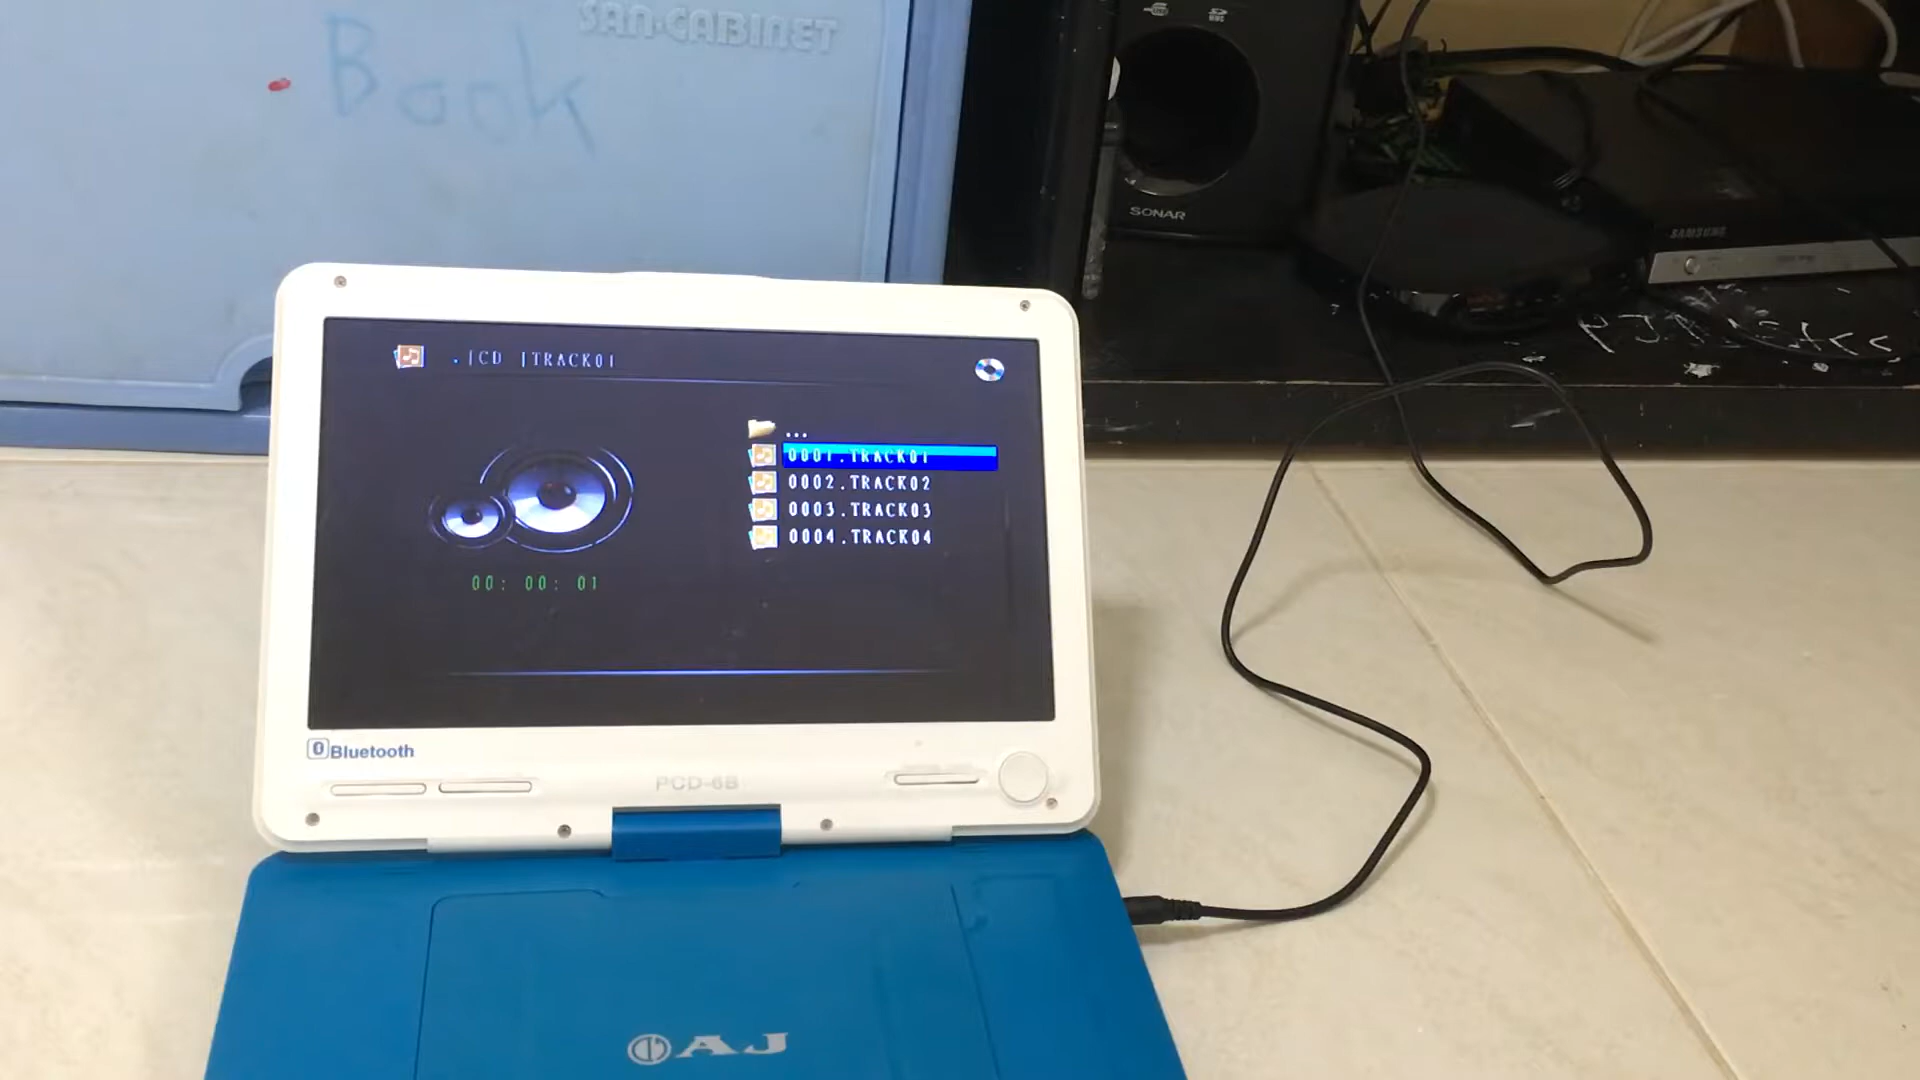 SAN-CABINET
Book
SONAR
SAMSUNG
.[CD ]TRACK01
...
0001.TRACK01
0002.TRACK02
0003.TRACK03
0004.TRACK04
00: 00: 01
Bluetooth
PCD-6B
AJ